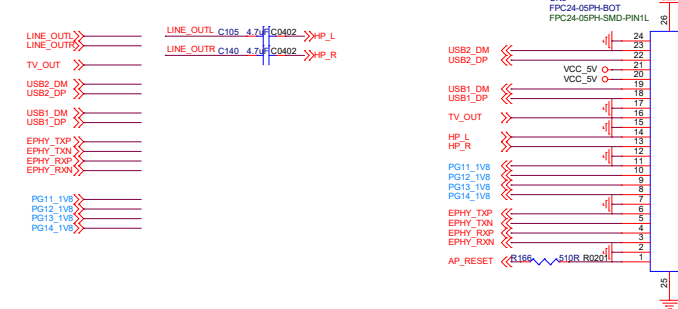 FPC24-05PH-BOT
FPC24-05PH-SMD-PIN1L
26
LINE_OUTL
LINE_OUTR
TV_OUT
USB2_DM
USB2_DP
USB1_DM
USB1_DP
EPHY_TXP
EPHY_TXN
EPHY_RXP
EPHY_RXN
PG11_1V8
PG12_1V8
PG13_1V8
PG14_1V8
LINE_OUTL C105 4.7uF C0402 HP_L
LINE_OUTR C140 4.7uF C0402 HP_R
24
USB2_DM 23
USB2_DP 22
VCC_5V 21
VCC_5V 20
USB1_DM 19
USB1_DP 18
17
TV_OUT 16
15
HP_L 14
HP_R 13
12
PG11_1V8 11
PG12_1V8 10
PG13_1V8 9
PG14_1V8 8
7
EPHY_TXP 6
EPHY_TXN 5
EPHY_RXP 4
EPHY_RXN 3
2
AP_RESET R166 510R R0201 1
25